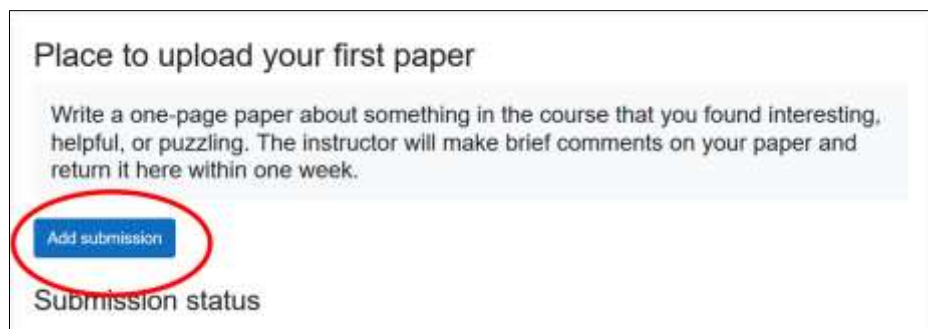 Place to upload your first paper
Write a one-page paper about something in the course that you found interesting,
helpful, or puzzling. The instructor will make brief comments on your paper and
return it here within one week.
Add submission
Submission status